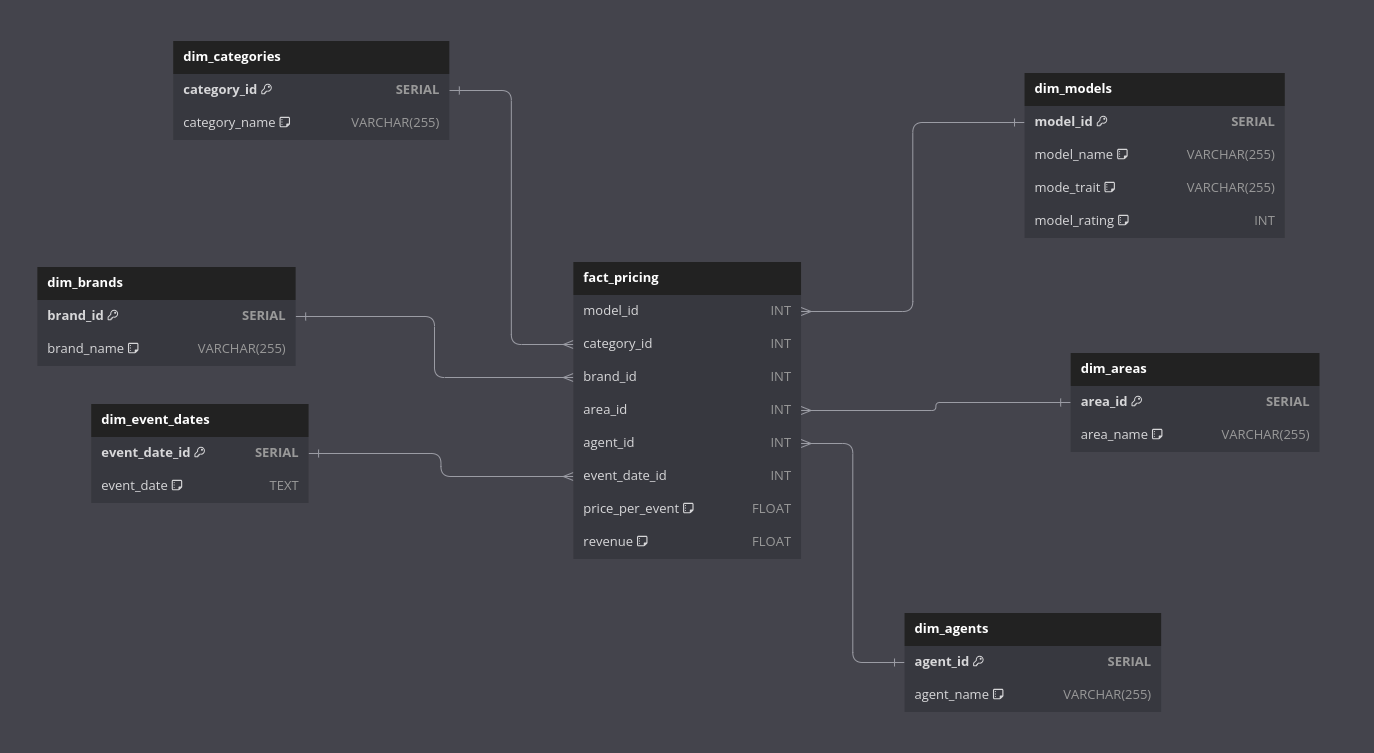 dim_categories
category_id SERIAL
category_name VARCHAR(255)
dim_models
model_id SERIAL
model_name VARCHAR(255)
mode_trait VARCHAR(255)
model_rating INT
dim_brands
brand_id SERIAL
brand_name VARCHAR(255)
fact_pricing
model_id INT
category_id INT
brand_id INT
area_id INT
agent_id INT
event_date_id INT
price_per_event FLOAT
revenue FLOAT
dim_areas
area_id SERIAL
area_name VARCHAR(255)
dim_event_dates
event_date_id SERIAL
event_date TEXT
dim_agents
agent_id SERIAL
agent_name VARCHAR(255)